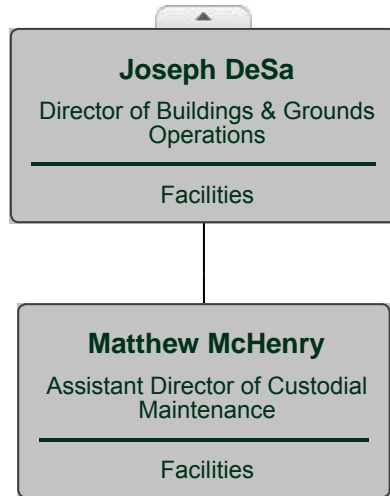 Joseph DeSa
Director of Buildings & Grounds
Operations
Facilities
Matthew McHenry
Assistant Director of Custodial
Maintenance
Facilities